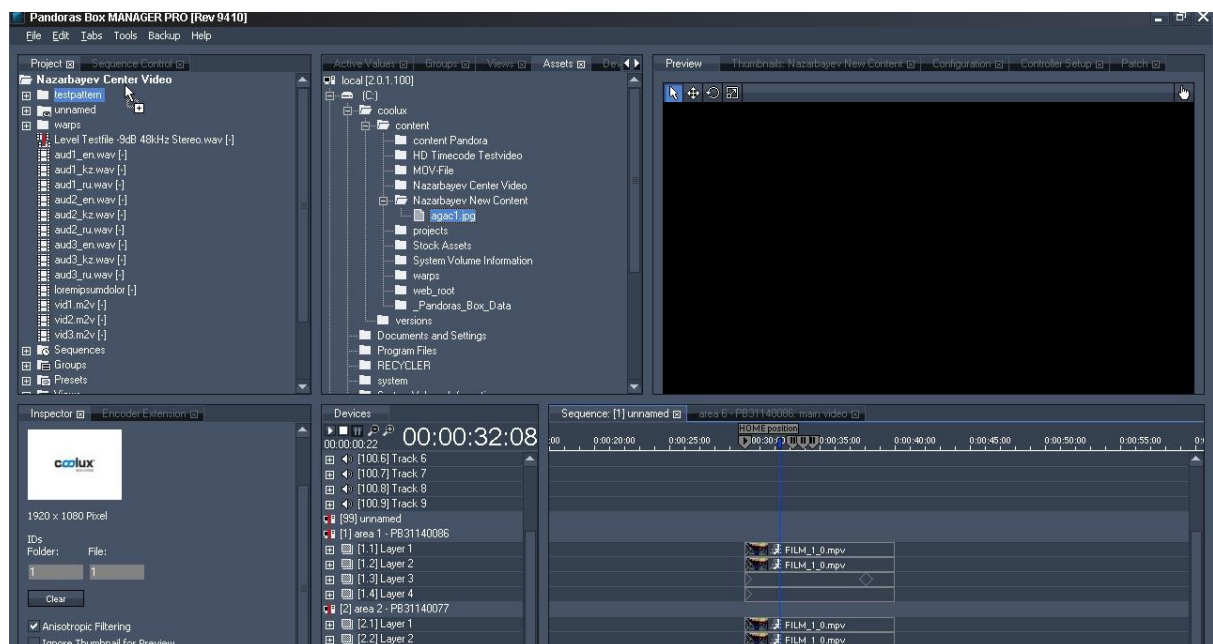 Pandoras Box MANAGER PRO [Rev 9410]
File Edit Tabs Tools Backup Help
Project Sequence Control
Nazarbayev Center Video
testpattern
unnamed
warps
Level Testfile -9dB 48kHz Stereo.wav [-]
aud1_en.wav [-]
aud1_kz.wav [-]
aud1_ru.wav [-]
aud2_en.wav [-]
aud2_kz.wav [-]
aud2_ru.wav [-]
aud3_en.wav [-]
aud3_kz.wav [-]
aud3_ru.wav [-]
loremipsumdolor [-]
vid1.m2v [-]
vid2.m2v [-]
vid3.m2v [-]
Sequences
Groups
Presets
Views
Active Values Groups Views Assets
local [2.0.1.100]
(C:)
coolux
content
content Pandora
HD Timecode Testvideo
MOV-File
Nazarbayev Center Video
Nazarbayev New Content
agac1.jpg
projects
Stock Assets
System Volume Information
warps
web_root
_Pandoras_Box_Data
versions
Documents and Settings
Program Files
RECYCLER
system
Preview Thumbnails: Nazarbayev New Content Configuration Controller Setup Patch
Inspector Encoder Extension
coolux
1920 x 1080 Pixel
IDs
Folder: File:
1 1
Clear
Anisotropic Filtering
Ignore Thumbnail for Preview
Devices
00:00:00:22 00:00:32:08
[100.6] Track 6
[100.7] Track 7
[100.8] Track 8
[100.9] Track 9
[99] unnamed
[1] area 1 - PB31140086
[1.1] Layer 1
[1.2] Layer 2
[1.3] Layer 3
[1.4] Layer 4
[2] area 2 - PB31140077
[2.1] Layer 1
[2.2] Layer 2
Sequence: [1] unnamed area 6 - PB31140086: main video
HOME position
:00 0:00:20:00 0:00:25:00 0:00:35:00 0:00:40:00 0:00:45:00 0:00:50:00 0:00:55:00
FILM_1_0.mpv
FILM_1_0.mpv
FILM_1_0.mpv
FILM_1_0.mpv